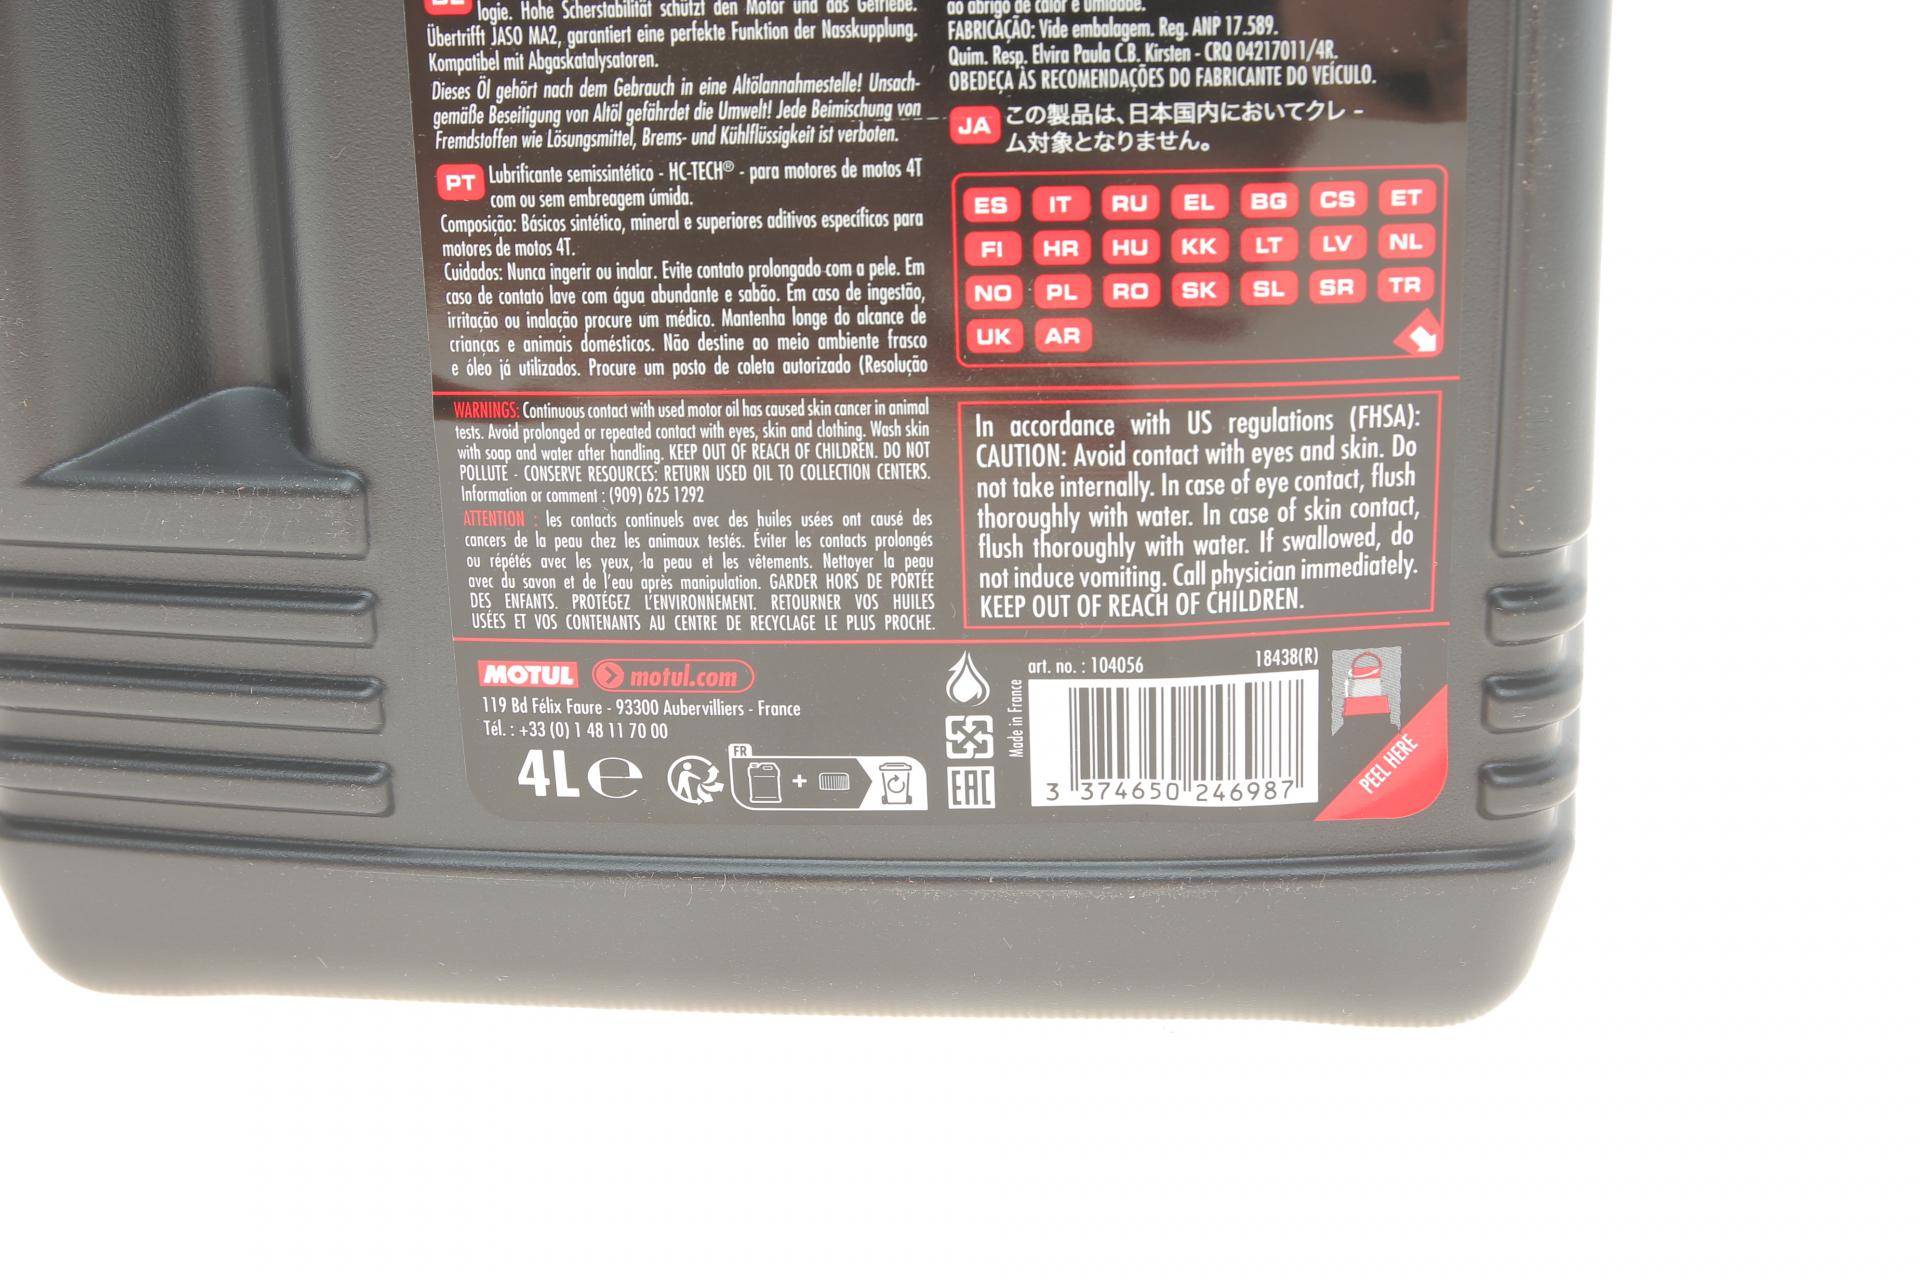 logie. Hohe Scherstabilität schützt den Motor und das Getriebe.
Übertrifft JASO MA2, garantiert eine perfekte Funktion der Nasskupplung.
Kompatibel mit Abgaskatalysatoren.
Dieses Öl gehört nach dem Gebrauch in eine Altölannahmestelle! Unsach-
gemäße Beseitigung von Altöl gefährdet die Umwelt! Jede Beimischung von
Fremdstoffen wie Lösungsmittel, Brems- und Kühlflüssigkeit ist verboten.
PT Lubrificante semissintético - HC-TECH® - para motores de motos 4T
com ou sem embreagem úmida.
Composição: Básicos sintético, mineral e superiores aditivos específicos para
motores de motos 4T.
Cuidados: Nunca ingerir ou inalar. Evite contato prolongado com a pele. Em
caso de contato lave com água abundante e sabão. Em caso de ingestão,
irritação ou inalação procure um médico. Mantenha longe do alcance de
crianças e animais domésticos. Não destine ao meio ambiente frasco
e óleo já utilizados. Procure um posto de coleta autorizado (Resolução
ao abrigo de calor e umidade.
FABRICAÇÃO: Vide embalagem. Reg. ANP 17.589.
Quim. Resp. Elvira Paula C.B. Kirsten - CRQ 04217011/4R.
OBEDEÇA ÀS RECOMENDAÇÕES DO FABRICANTE DO VEÍCULO.
JA この製品は、日本国内においてクレ－
ム対象となりません。
ES IT RU EL BG CS ET
FI HR HU KK LT LV NL
NO PL RO SK SL SR TR
UK AR
WARNINGS: Continuous contact with used motor oil has caused skin cancer in animal
tests. Avoid prolonged or repeated contact with eyes, skin and clothing. Wash skin
with soap and water after handling. KEEP OUT OF REACH OF CHILDREN. DO NOT
POLLUTE - CONSERVE RESOURCES: RETURN USED OIL TO COLLECTION CENTERS.
Information or comment : (909) 625 1292
ATTENTION : les contacts continuels avec des huiles usées ont causé des
cancers de la peau chez les animaux testés. Éviter les contacts prolongés
ou répétés avec les yeux, la peau et les vêtements. Nettoyer la peau
avec du savon et de l'eau après manipulation. GARDER HORS DE PORTÉE
DES ENFANTS. PROTÉGEZ L'ENVIRONNEMENT. RETOURNER VOS HUILES
USÉES ET VOS CONTENANTS AU CENTRE DE RECYCLAGE LE PLUS PROCHE.
In accordance with US regulations (FHSA):
CAUTION: Avoid contact with eyes and skin. Do
not take internally. In case of eye contact, flush
thoroughly with water. In case of skin contact,
flush thoroughly with water. If swallowed, do
not induce vomiting. Call physician immediately.
KEEP OUT OF REACH OF CHILDREN.
MOTUL motul.com
119 Bd Félix Faure - 93300 Aubervilliers - France
Tél. : +33 (0) 1 48 11 70 00
4L ℮
FR
+
EAC
Made in France
art. no. : 104056 18438(R)
3 374650 246987
PEEL HERE